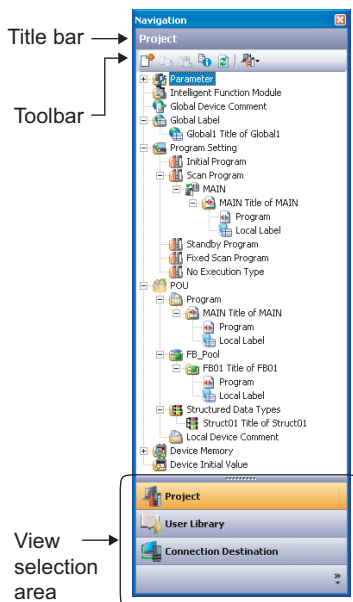 Navigation
Title bar
Project
Toolbar
Parameter
Intelligent Function Module
Global Device Comment
Global Label
Global1 Title of Global1
Program Setting
Initial Program
Scan Program
MAIN
MAIN Title of MAIN
Program
Local Label
Standby Program
Fixed Scan Program
No Execution Type
POU
Program
MAIN Title of MAIN
Program
Local Label
FB_Pool
FB01 Title of FB01
Program
Local Label
Structured Data Types
Struct01 Title of Struct01
Local Device Comment
Device Memory
Device Initial Value
Project
User Library
Connection Destination
View
selection
area